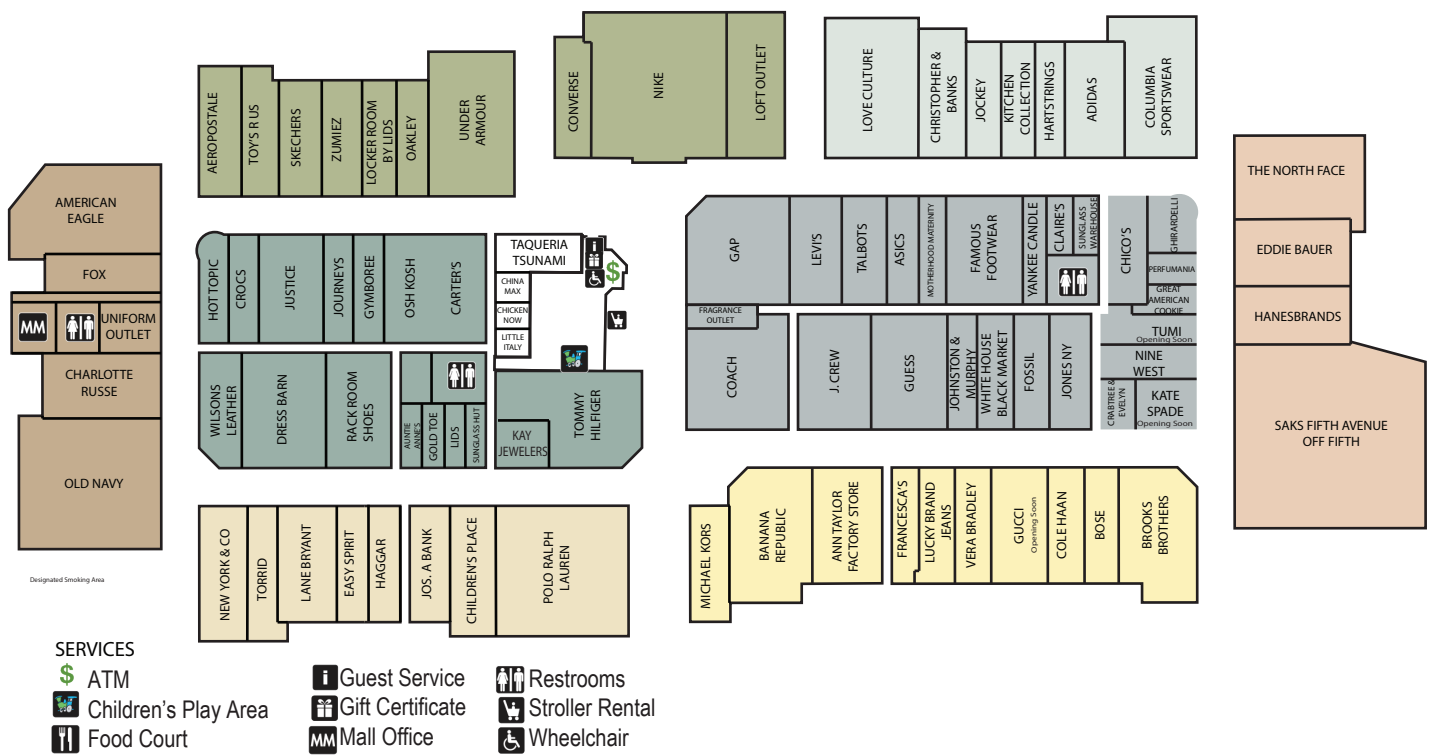 AEROPOSTALE
TOY'S R US
SKECHERS
ZUMIEZ
LOCKER ROOM
BY LIDS
OAKLEY
UNDER
ARMOUR
CONVERSE
NIKE
LOFT OUTLET
LOVE CULTURE
CHRISTOPHER &
BANKS
JOCKEY
KITCHEN
COLLECTION
HARTSTRINGS
ADIDAS
COLUMBIA
SPORTSWEAR
AMERICAN
EAGLE
FOX
MM
UNIFORM
OUTLET
CHARLOTTE
RUSSE
OLD NAVY
Designated Smoking Area
HOT TOPIC
CROCS
JUSTICE
JOURNEYS
GYMBOREE
OSH KOSH
CARTER'S
TAQUERIA
TSUNAMI
i
$
CHINA
MAX
CHICKEN
NOW
LITTLE
ITALY
WILSONS
LEATHER
DRESS BARN
RACK ROOM
SHOES
AUNTIE
ANNE'S
GOLD TOE
LIDS
SUNGLASS HUT
KAY
JEWELERS
TOMMY
HILFIGER
GAP
LEVI'S
TALBOTS
ASICS
MOTHERHOOD MATERNITY
FAMOUS
FOOTWEAR
YANKEE CANDLE
CLAIRE'S
SUNGLASS
WAREHOUSE
CHICO'S
GHIRARDELLI
PERFUMANIA
GREAT
AMERICAN
COOKIE
FRAGRANCE
OUTLET
COACH
J. CREW
GUESS
JOHNSTON &
MURPHY
WHITE HOUSE
BLACK MARKET
FOSSIL
JONES NY
TUMI
Opening Soon
NINE
WEST
CRABTREE &
EVELYN
KATE
SPADE
Opening Soon
THE NORTH FACE
EDDIE BAUER
HANESBRANDS
SAKS FIFTH AVENUE
OFF FIFTH
NEW YORK & CO
TORRID
LANE BRYANT
EASY SPIRIT
HAGGAR
JOS. A BANK
CHILDREN'S PLACE
POLO RALPH
LAUREN
MICHAEL KORS
BANANA
REPUBLIC
ANN TAYLOR
FACTORY STORE
FRANCESCA'S
LUCKY BRAND
JEANS
VERA BRADLEY
GUCCI
Opening Soon
COLE HAAN
BOSE
BROOKS
BROTHERS
SERVICES
$ ATM
Children's Play Area
Food Court
i Guest Service
Gift Certificate
MM Mall Office
Restrooms
Stroller Rental
Wheelchair